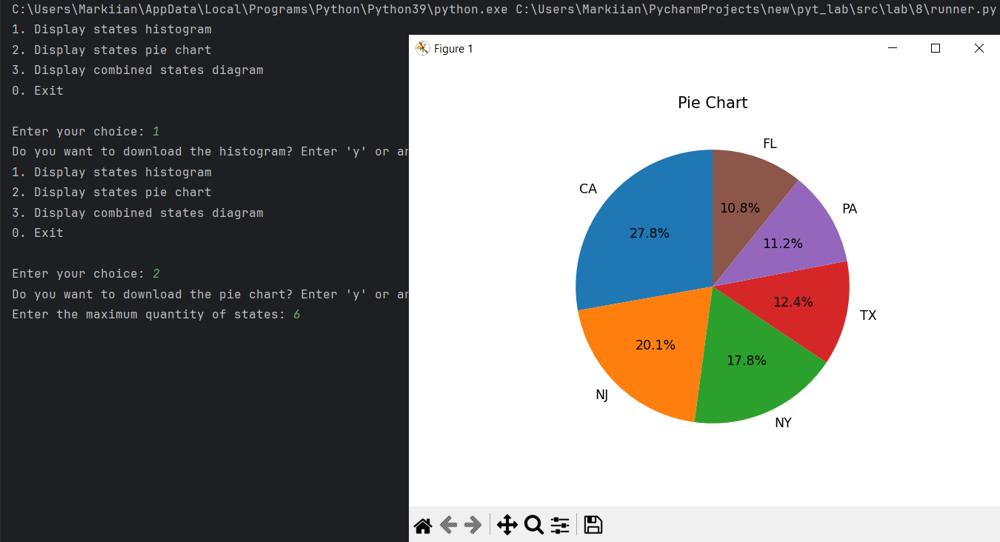 C:\Users\Markiian\AppData\Local\Programs\Python\Python39\python.exe C:\Users\Markiian\PycharmProjects\new\pyt_lab\src\lab\8\runner.py
1. Display states histogram
2. Display states pie chart
3. Display combined states diagram
0. Exit
Enter your choice: 1
Do you want to download the histogram? Enter 'y' or
1. Display states histogram
2. Display states pie chart
3. Display combined states diagram
0. Exit
Enter your choice: 2
Do you want to download the pie chart? Enter 'y' or
Enter the maximum quantity of states: 6
Figure 1
Pie Chart
FL
CA
PA
10.8%
27.8%
11.2%
12.4%
TX
20.1%
17.8%
NJ
NY